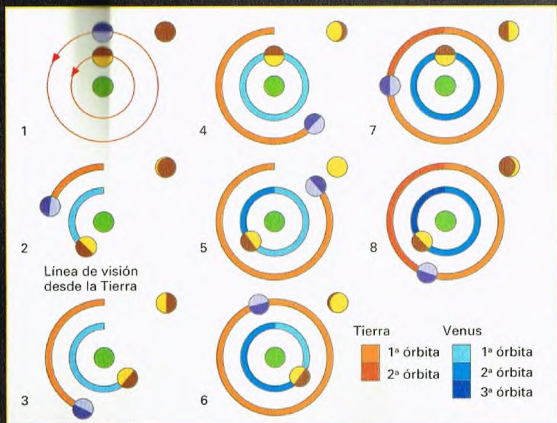 1
2
Línea de visión
desde la Tierra
3
4
5
6
7
8
Tierra
1ª órbita
2ª órbita
Venus
1ª órbita
2ª órbita
3ª órbita